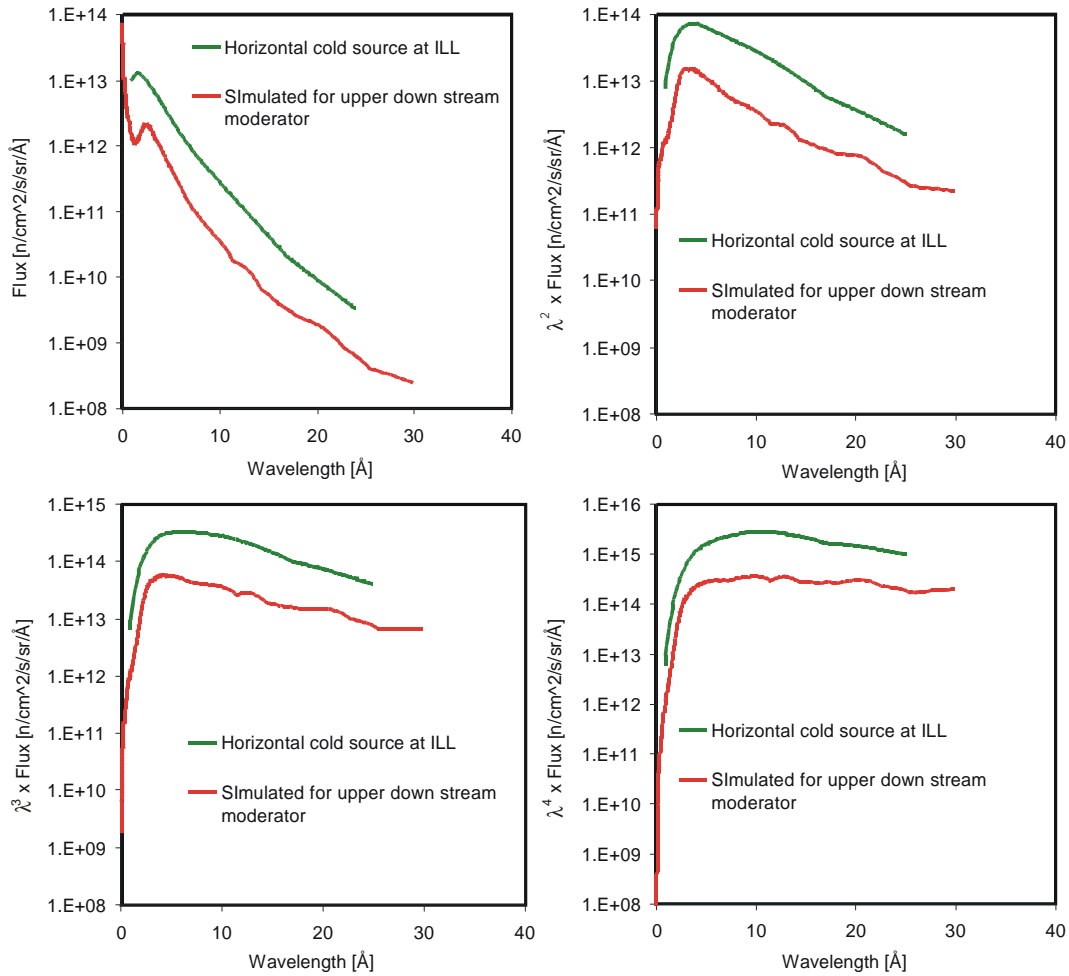 1.E+14
1.E+13
1.E+12
1.E+11
1.E+10
1.E+09
1.E+08
Flux [n/cm^2/s/sr/Å]
Horizontal cold source at ILL
SImulated for upper down stream
moderator
0 10 20 30 40
Wavelength [Å]
1.E+14
1.E+13
1.E+12
1.E+11
1.E+10
1.E+09
1.E+08
λ² x Flux [n/cm^2/s/sr/Å]
Horizontal cold source at ILL
SImulated for upper down stream
moderator
0 10 20 30 40
Wavelength [Å]
1.E+15
1.E+14
1.E+13
1.E+12
1.E+11
1.E+10
1.E+09
1.E+08
λ³ x Flux [n/cm^2/s/sr/Å]
Horizontal cold source at ILL
SImulated for upper down stream
moderator
0 10 20 30 40
Wavelength [Å]
1.E+16
1.E+15
1.E+14
1.E+13
1.E+12
1.E+11
1.E+10
1.E+09
1.E+08
λ⁴ x Flux [n/cm^2/s/sr/Å]
Horizontal cold source at ILL
SImulated for upper down stream
moderator
0 10 20 30 40
Wavelength [Å]